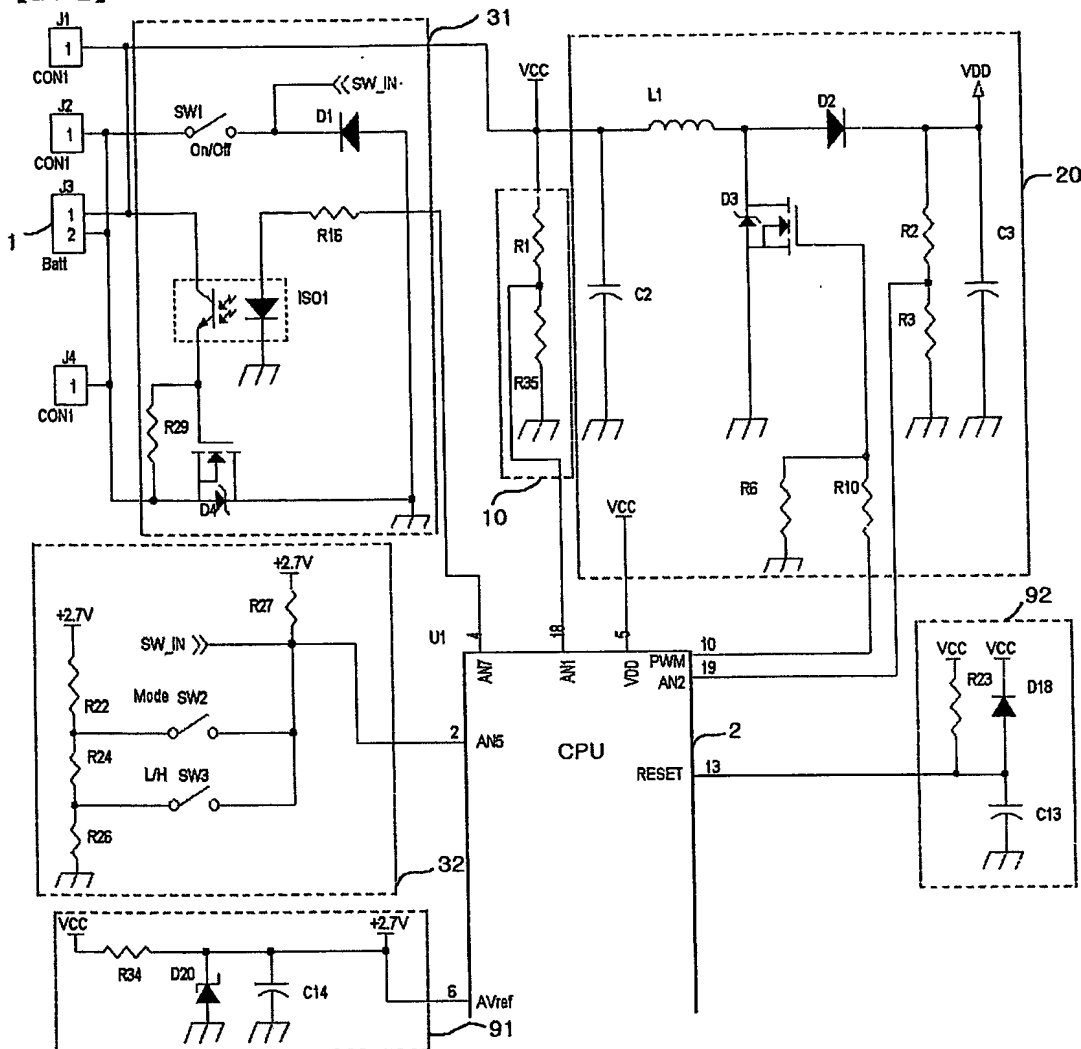 J1
1
CON1
31
SW_IN
J2
1
CON1
SW1
On/Off
D1
VCC
L1
D2
VDD
20
J3
1
2
Batt
1
R16
ISO1
R1
R35
C2
D3
R2
R3
C3
J4
1
CON1
R29
D4
10
R6
R10
VCC
+2.7V
+2.7V
R27
SW_IN
R22
Mode SW2
R24
L/H SW3
R26
32
U1
4
18
5
10
19
AN7
AN1
VDD
PWM
AN2
2
AN5
CPU
2
RESET
13
92
VCC
VCC
R23
D18
C13
VCC
+2.7V
R34
D20
C14
6
AVref
91